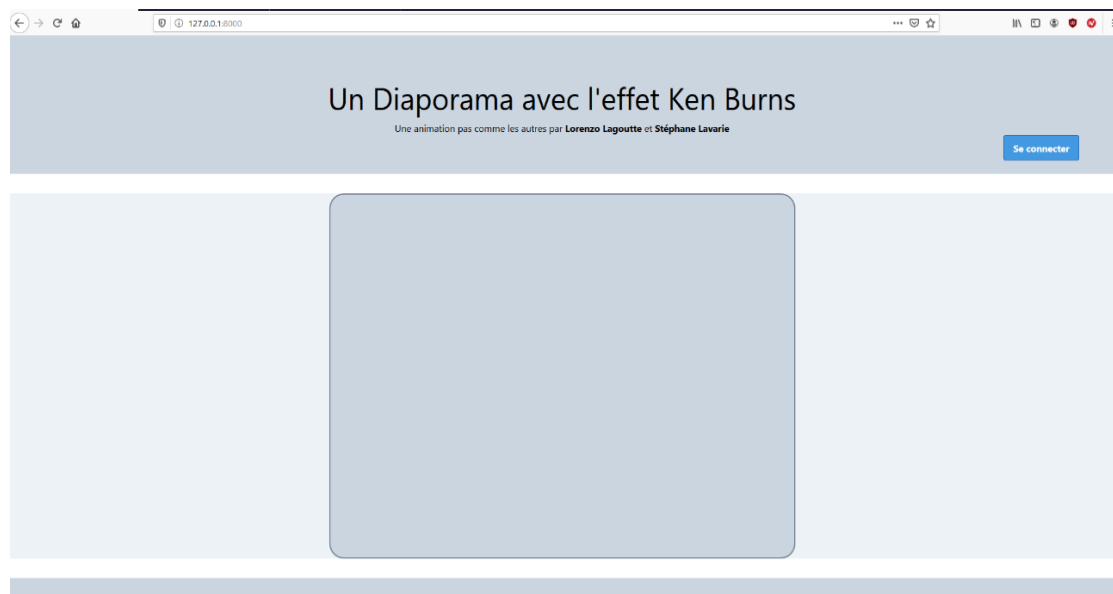 127.0.0.1:8000
Un Diaporama avec l'effet Ken Burns
Une animation pas comme les autres par Lorenzo Lagoutte et Stéphane Lavarie
Se connecter